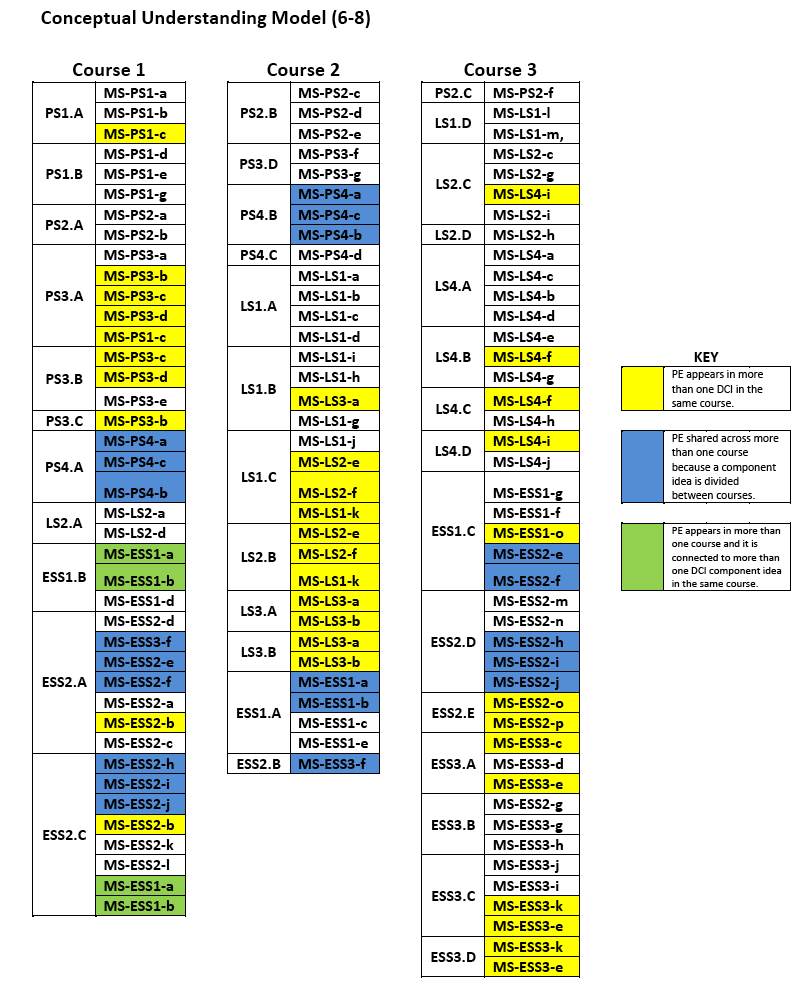 Conceptual Understanding Model (6-8)
Course 1
PS1.A
MS-PS1-a
MS-PS1-b
MS-PS1-c
PS1.B
MS-PS1-d
MS-PS1-e
MS-PS1-g
PS2.A
MS-PS2-a
MS-PS2-b
PS3.A
MS-PS3-a
MS-PS3-b
MS-PS3-c
MS-PS3-d
MS-PS1-c
PS3.B
MS-PS3-c
MS-PS3-d
MS-PS3-e
PS3.C
MS-PS3-b
PS4.A
MS-PS4-a
MS-PS4-c
MS-PS4-b
LS2.A
MS-LS2-a
MS-LS2-d
ESS1.B
MS-ESS1-a
MS-ESS1-b
MS-ESS1-d
ESS2.A
MS-ESS2-d
MS-ESS3-f
MS-ESS2-e
MS-ESS2-f
MS-ESS2-a
MS-ESS2-b
MS-ESS2-c
ESS2.C
MS-ESS2-h
MS-ESS2-i
MS-ESS2-j
MS-ESS2-b
MS-ESS2-k
MS-ESS2-l
MS-ESS1-a
MS-ESS1-b
Course 2
PS2.B
MS-PS2-c
MS-PS2-d
MS-PS2-e
PS3.D
MS-PS3-f
MS-PS3-g
PS4.B
MS-PS4-a
MS-PS4-c
MS-PS4-b
PS4.C
MS-PS4-d
LS1.A
MS-LS1-a
MS-LS1-b
MS-LS1-c
MS-LS1-d
LS1.B
MS-LS1-i
MS-LS1-h
MS-LS3-a
MS-LS1-g
LS1.C
MS-LS1-j
MS-LS2-e
MS-LS2-f
MS-LS1-k
LS2.B
MS-LS2-e
MS-LS2-f
MS-LS1-k
LS3.A
MS-LS3-a
MS-LS3-b
LS3.B
MS-LS3-a
MS-LS3-b
ESS1.A
MS-ESS1-a
MS-ESS1-b
MS-ESS1-c
MS-ESS1-e
ESS2.B
MS-ESS3-f
Course 3
PS2.C
MS-PS2-f
LS1.D
MS-LS1-l
MS-LS1-m,
LS2.C
MS-LS2-c
MS-LS2-g
MS-LS4-i
MS-LS2-i
LS2.D
MS-LS2-h
LS4.A
MS-LS4-a
MS-LS4-c
MS-LS4-b
MS-LS4-d
LS4.B
MS-LS4-e
MS-LS4-f
MS-LS4-g
LS4.C
MS-LS4-f
MS-LS4-h
LS4.D
MS-LS4-i
MS-LS4-j
ESS1.C
MS-ESS1-g
MS-ESS1-f
MS-ESS1-o
MS-ESS2-e
MS-ESS2-f
ESS2.D
MS-ESS2-m
MS-ESS2-n
MS-ESS2-h
MS-ESS2-i
MS-ESS2-j
ESS2.E
MS-ESS2-o
MS-ESS2-p
ESS3.A
MS-ESS3-c
MS-ESS3-d
MS-ESS3-e
ESS3.B
MS-ESS2-g
MS-ESS3-g
MS-ESS3-h
ESS3.C
MS-ESS3-j
MS-ESS3-i
MS-ESS3-k
MS-ESS3-e
ESS3.D
MS-ESS3-k
MS-ESS3-e
KEY
PE appears in more
than one DCI in the
same course.
PE shared across more
than one course
because a component
idea is divided
between courses.
PE appears in more than
one course and it is
connected to more than
one DCI component idea
in the same course.